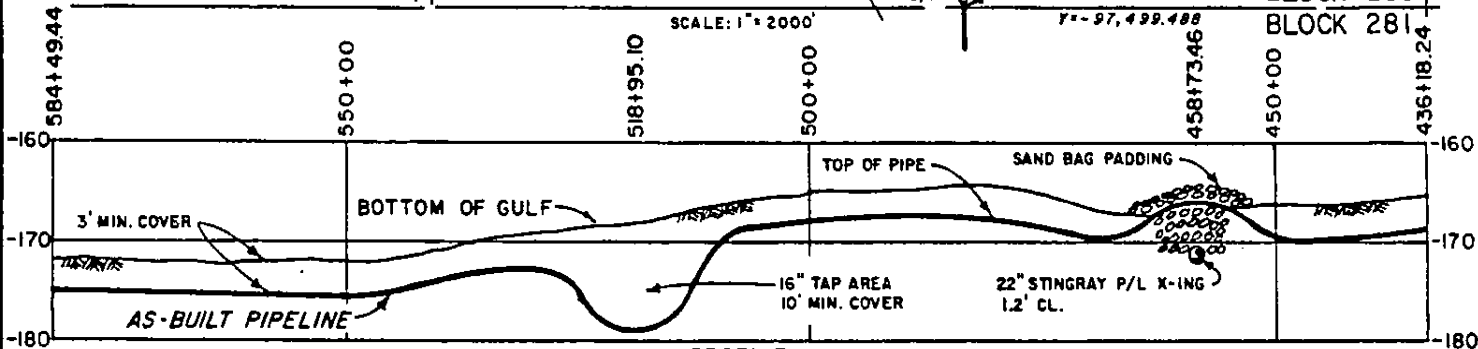 SCALE: 1" = 2000'
Y=-97,499.488
BLOCK 281
584+49.44
550+00
518+95.10
500+00
458+73.46
450+00
436+18.24
-160
-160
TOP OF PIPE
SAND BAG PADDING
3' MIN. COVER
BOTTOM OF GULF
-170
-170
16" TAP AREA
10' MIN. COVER
22" STINGRAY P/L X-ING
1.2' CL.
AS-BUILT PIPELINE
-180
-180